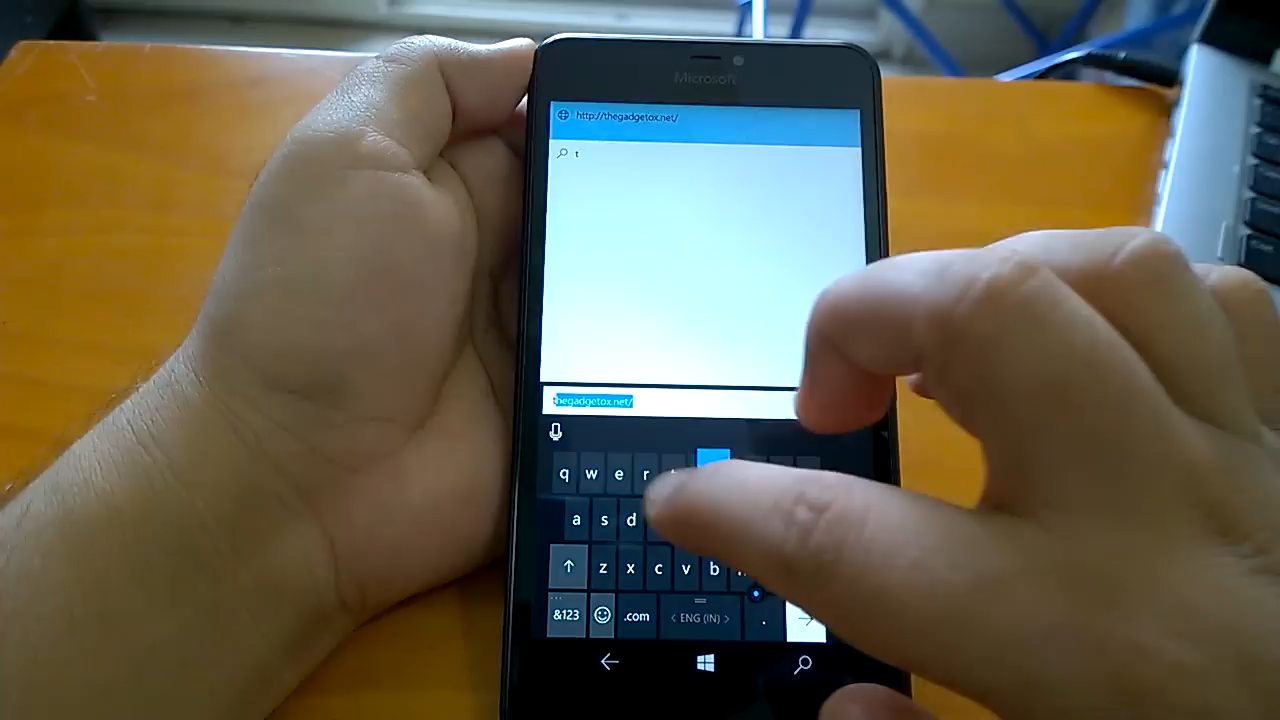 Microsoft
http://thegadgetox.net/
t
thegadgetox.net/
q w e r t
a s d
z x c v b
&123 .com < ENG (IN) > .